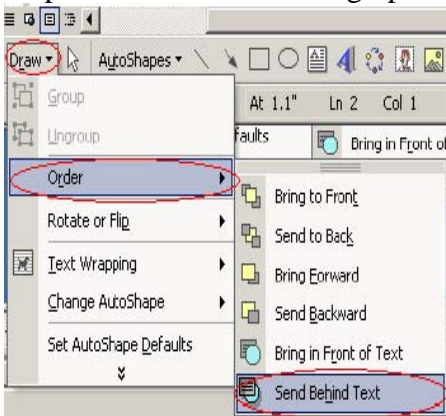 Draw AutoShapes
Group
At 1.1" Ln 2 Col 1
Ungroup
faults Bring in Front of
Order
Bring to Front
Rotate or Flip
Send to Back
Text Wrapping
Bring Forward
Change AutoShape
Send Backward
Set AutoShape Defaults
Bring in Front of Text
Send Behind Text